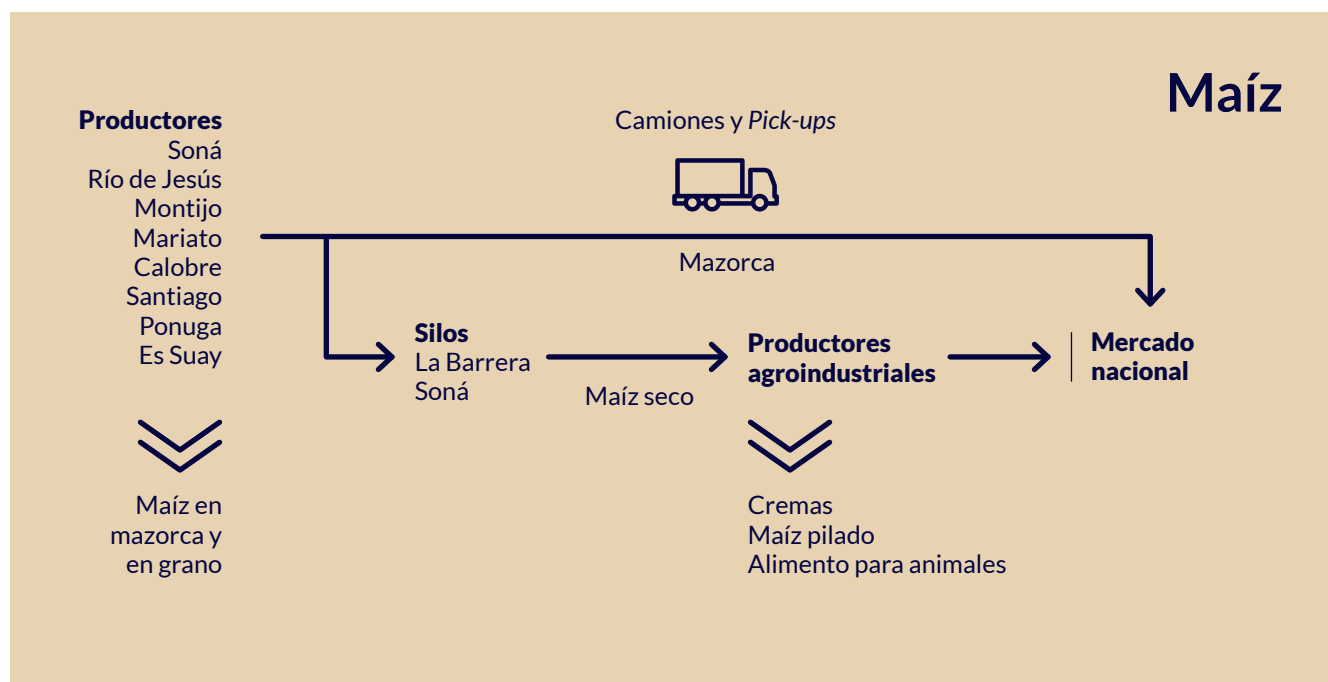 Maíz
Productores
Soná
Río de Jesús
Montijo
Mariato
Calobre
Santiago
Ponuga
Es Suay
Maíz en
mazorca y
en grano
Camiones y Pick-ups
Mazorca
Silos
La Barrera
Soná
Maíz seco
Productores
agroindustriales
Cremas
Maíz pilado
Alimento para animales
Mercado
nacional